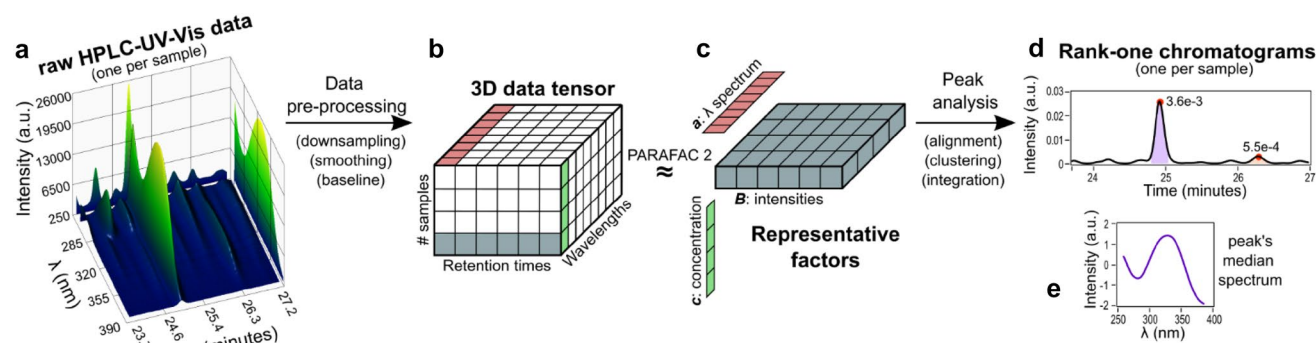 a
raw HPLC-UV-Vis data
(one per sample)
Intensity (a.u.)
26000
19500
13000
6500
250
285
320
355
390
λ (nm)
24.6
25.4
26.3
27.2
Data
pre-processing
(downsampling)
(smoothing)
(baseline)
b
3D data tensor
# samples
Retention times
Wavelengths
PARAFAC 2
≈
c
a: λ spectrum
B: intensities
c: concentration
Representative
factors
Peak
analysis
(alignment)
(clustering)
(integration)
d
Rank-one chromatograms
(one per sample)
Intensity (a.u.)
0.03
0.02
0.01
0
3.6e-3
5.5e-4
24
25
26
27
Time (minutes)
e
Intensity (a.u.)
2
1
0
-1
-2
250
300
350
400
λ (nm)
peak's
median
spectrum